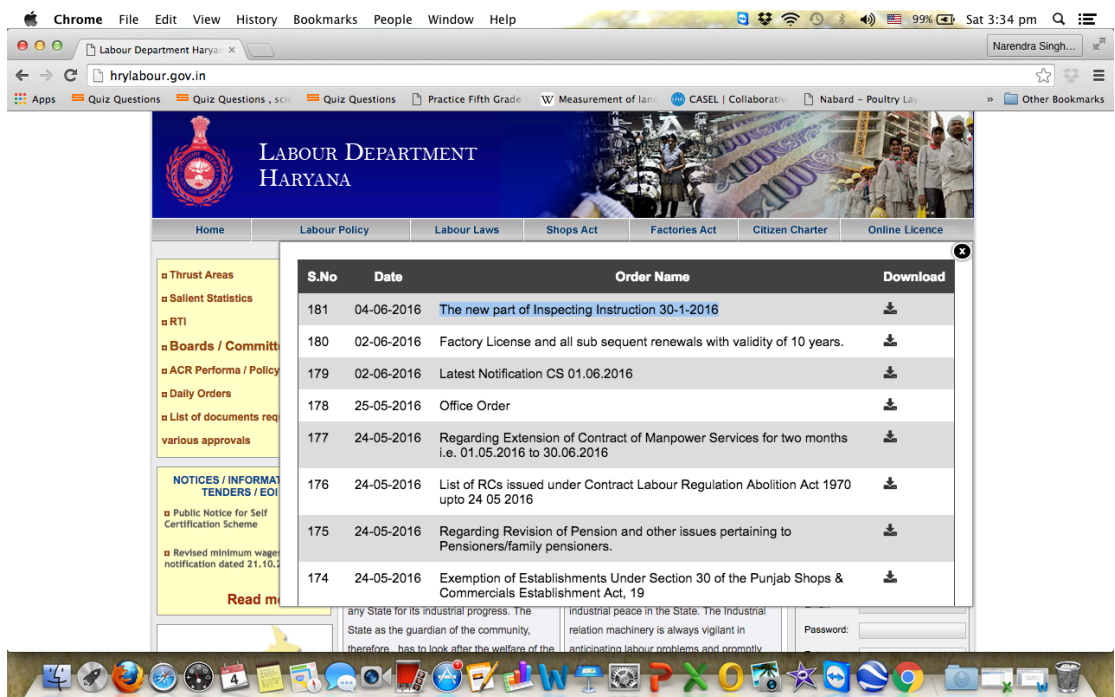 Chrome File Edit View History Bookmarks People Window Help 99% Sat 3:34 pm
Labour Department Haryan Narendra Singh...
hrylabour.gov.in
Apps Quiz Questions Quiz Questions , scie Quiz Questions Practice Fifth Grade Measurement of land CASEL | Collaborative Nabard – Poultry Lay » Other Bookmarks
LABOUR DEPARTMENT
HARYANA
Home Labour Policy Labour Laws Shops Act Factories Act Citizen Charter Online Licence
Thrust Areas
Salient Statistics
RTI
Boards / Committ
ACR Performa / Policy
Daily Orders
List of documents req
various approvals
NOTICES / INFORMAT
TENDERS / EOI
Public Notice for Self
Certification Scheme
Revised minimum wages
notification dated 21.10.2
Read m
S.No Date Order Name Download
181 04-06-2016 The new part of Inspecting Instruction 30-1-2016
180 02-06-2016 Factory License and all sub sequent renewals with validity of 10 years.
179 02-06-2016 Latest Notification CS 01.06.2016
178 25-05-2016 Office Order
177 24-05-2016 Regarding Extension of Contract of Manpower Services for two months
i.e. 01.05.2016 to 30.06.2016
176 24-05-2016 List of RCs issued under Contract Labour Regulation Abolition Act 1970
upto 24 05 2016
175 24-05-2016 Regarding Revision of Pension and other issues pertaining to
Pensioners/family pensioners.
174 24-05-2016 Exemption of Establishments Under Section 30 of the Punjab Shops &
Commercials Establishment Act, 19
any State for its industrial progress. The
State as the guardian of the community,
therefore , has to look after the welfare of the
industrial peace in the State. The Industrial
relation machinery is always vigilant in
anticipating labour problems and promptly
Password: